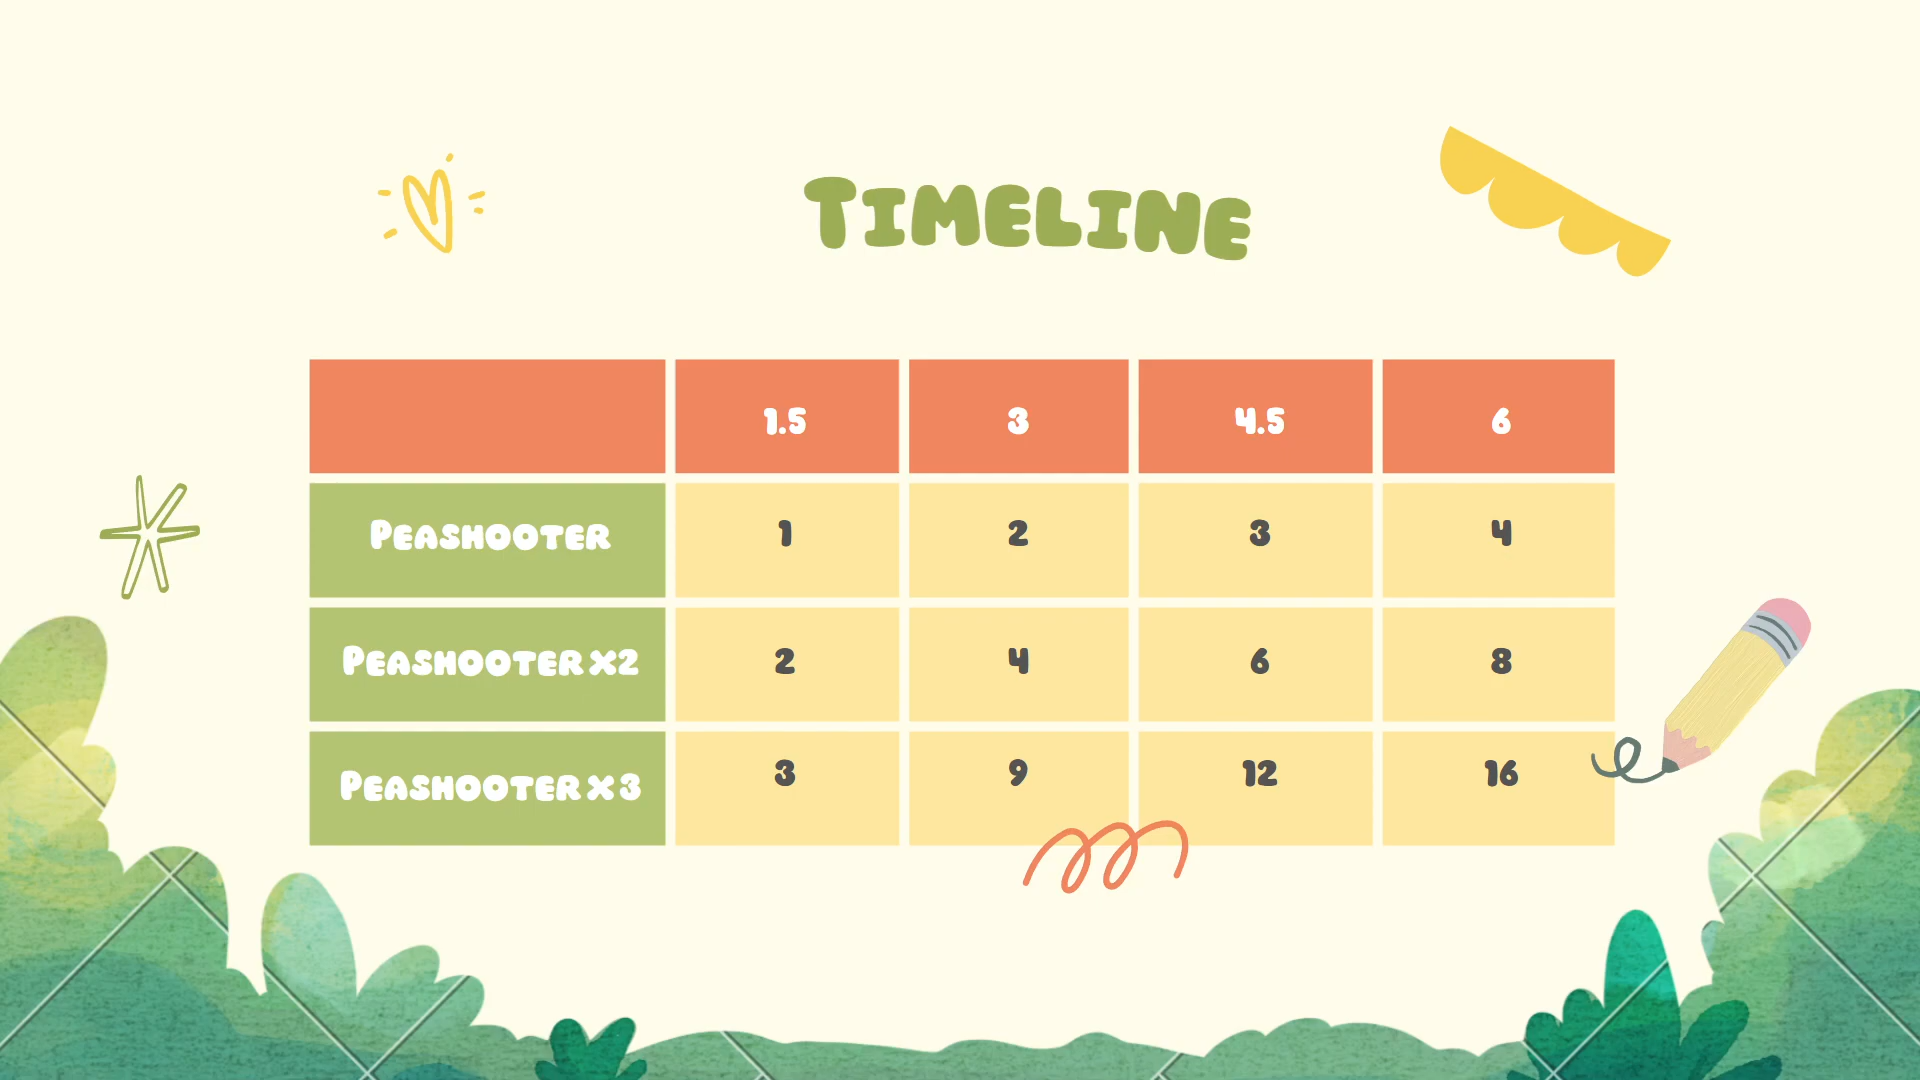 TIMELINE
1.5 3 4.5 6
PEASHOOTER 1 2 3 4
PEASHOOTER X2 2 4 6 8
PEASHOOTER X 3 3 9 12 16